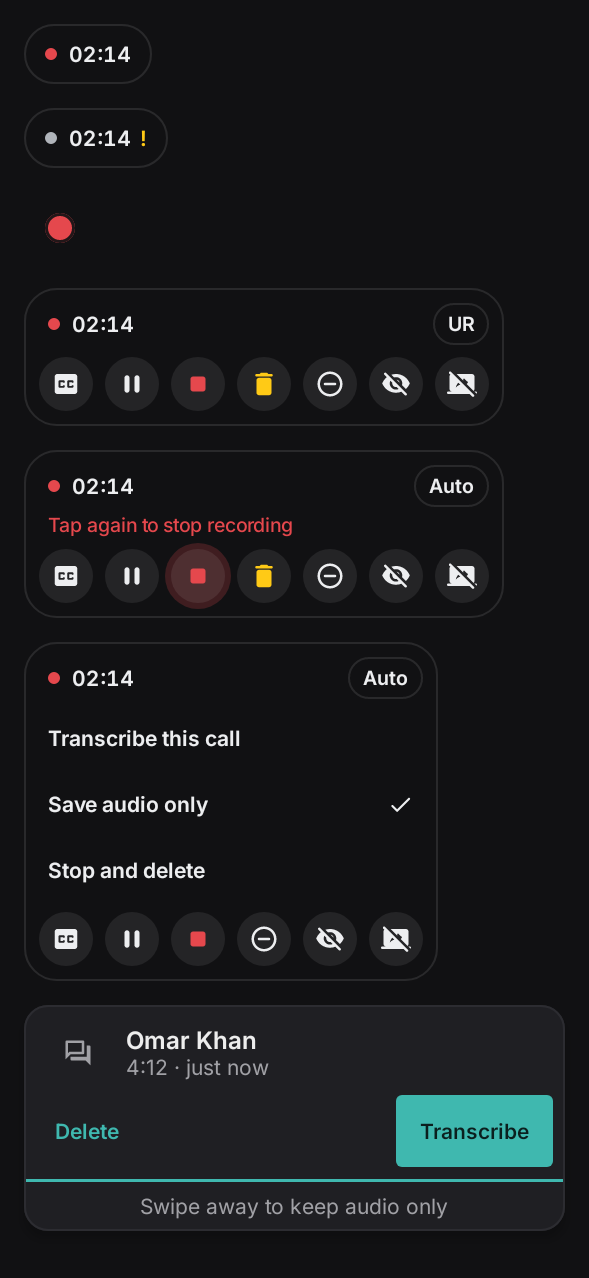 02:14
02:14 !
02:14 UR
CC
02:14 Auto
Tap again to stop recording
CC
02:14 Auto
Transcribe this call
Save audio only
Stop and delete
CC
Omar Khan
4:12 · just now
Delete Transcribe
Swipe away to keep audio only